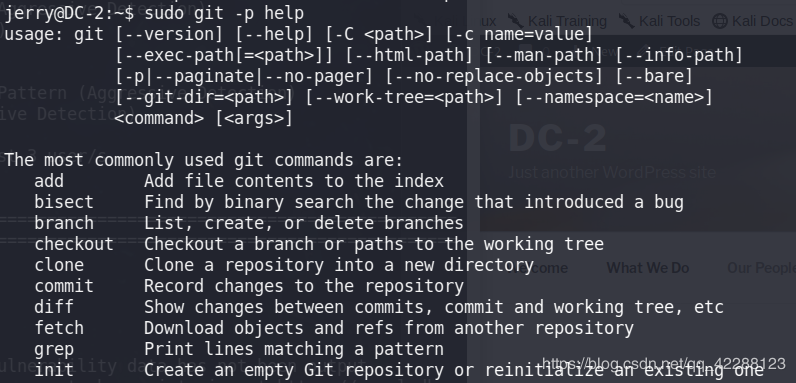 jerry@DC-2:~$ sudo git -p help
ux Kali Training Kali Tools Kali Docs
usage: git [--version] [--help] [-C <path>] [-c name=value]
[--exec-path[=<path>]] [--html-path] [--man-path] [--info-path]
[-p|--paginate|--no-pager] [--no-replace-objects] [--bare]
Pattern (Aggressive Detection)
[--git-dir=<path>] [--work-tree=<path>] [--namespace=<name>]
ive Detection)
<command> [<args>]
DC-2
Just another WordPress site
The most commonly used git commands are:
add Add file contents to the index
bisect Find by binary search the change that introduced a bug
branch List, create, or delete branches
checkout Checkout a branch or paths to the working tree
clone Clone a repository into a new directory
Welcome What We Do Our People
commit Record changes to the repository
diff Show changes between commits, commit and working tree, etc
fetch Download objects and refs from another repository
grep Print lines matching a pattern
https://blog.csdn.net/qq_42288123
init Create an empty Git repository or reinitialize an existing one